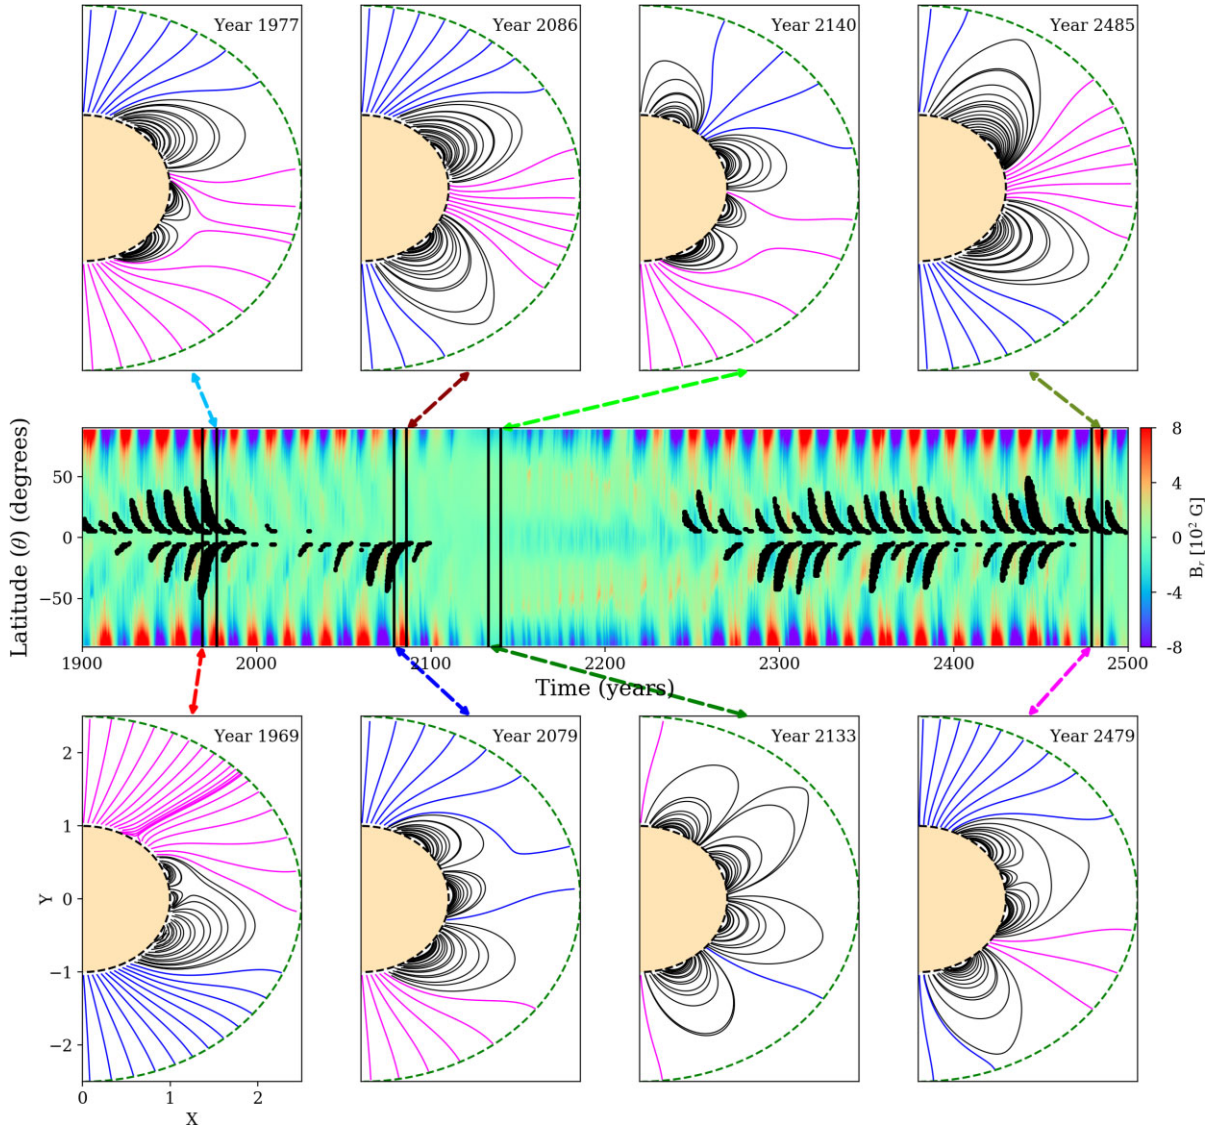 Year 1977
Year 2086
Year 2140
Year 2485
Latitude (θ) (degrees)
50
0
−50
1900
2000
2100
2200
2300
2400
2500
Time (years)
8
4
0
-4
-8
B_r [10² G]
Year 1969
Year 2079
Year 2133
Year 2479
Y
2
1
0
−1
−2
0
1
2
X